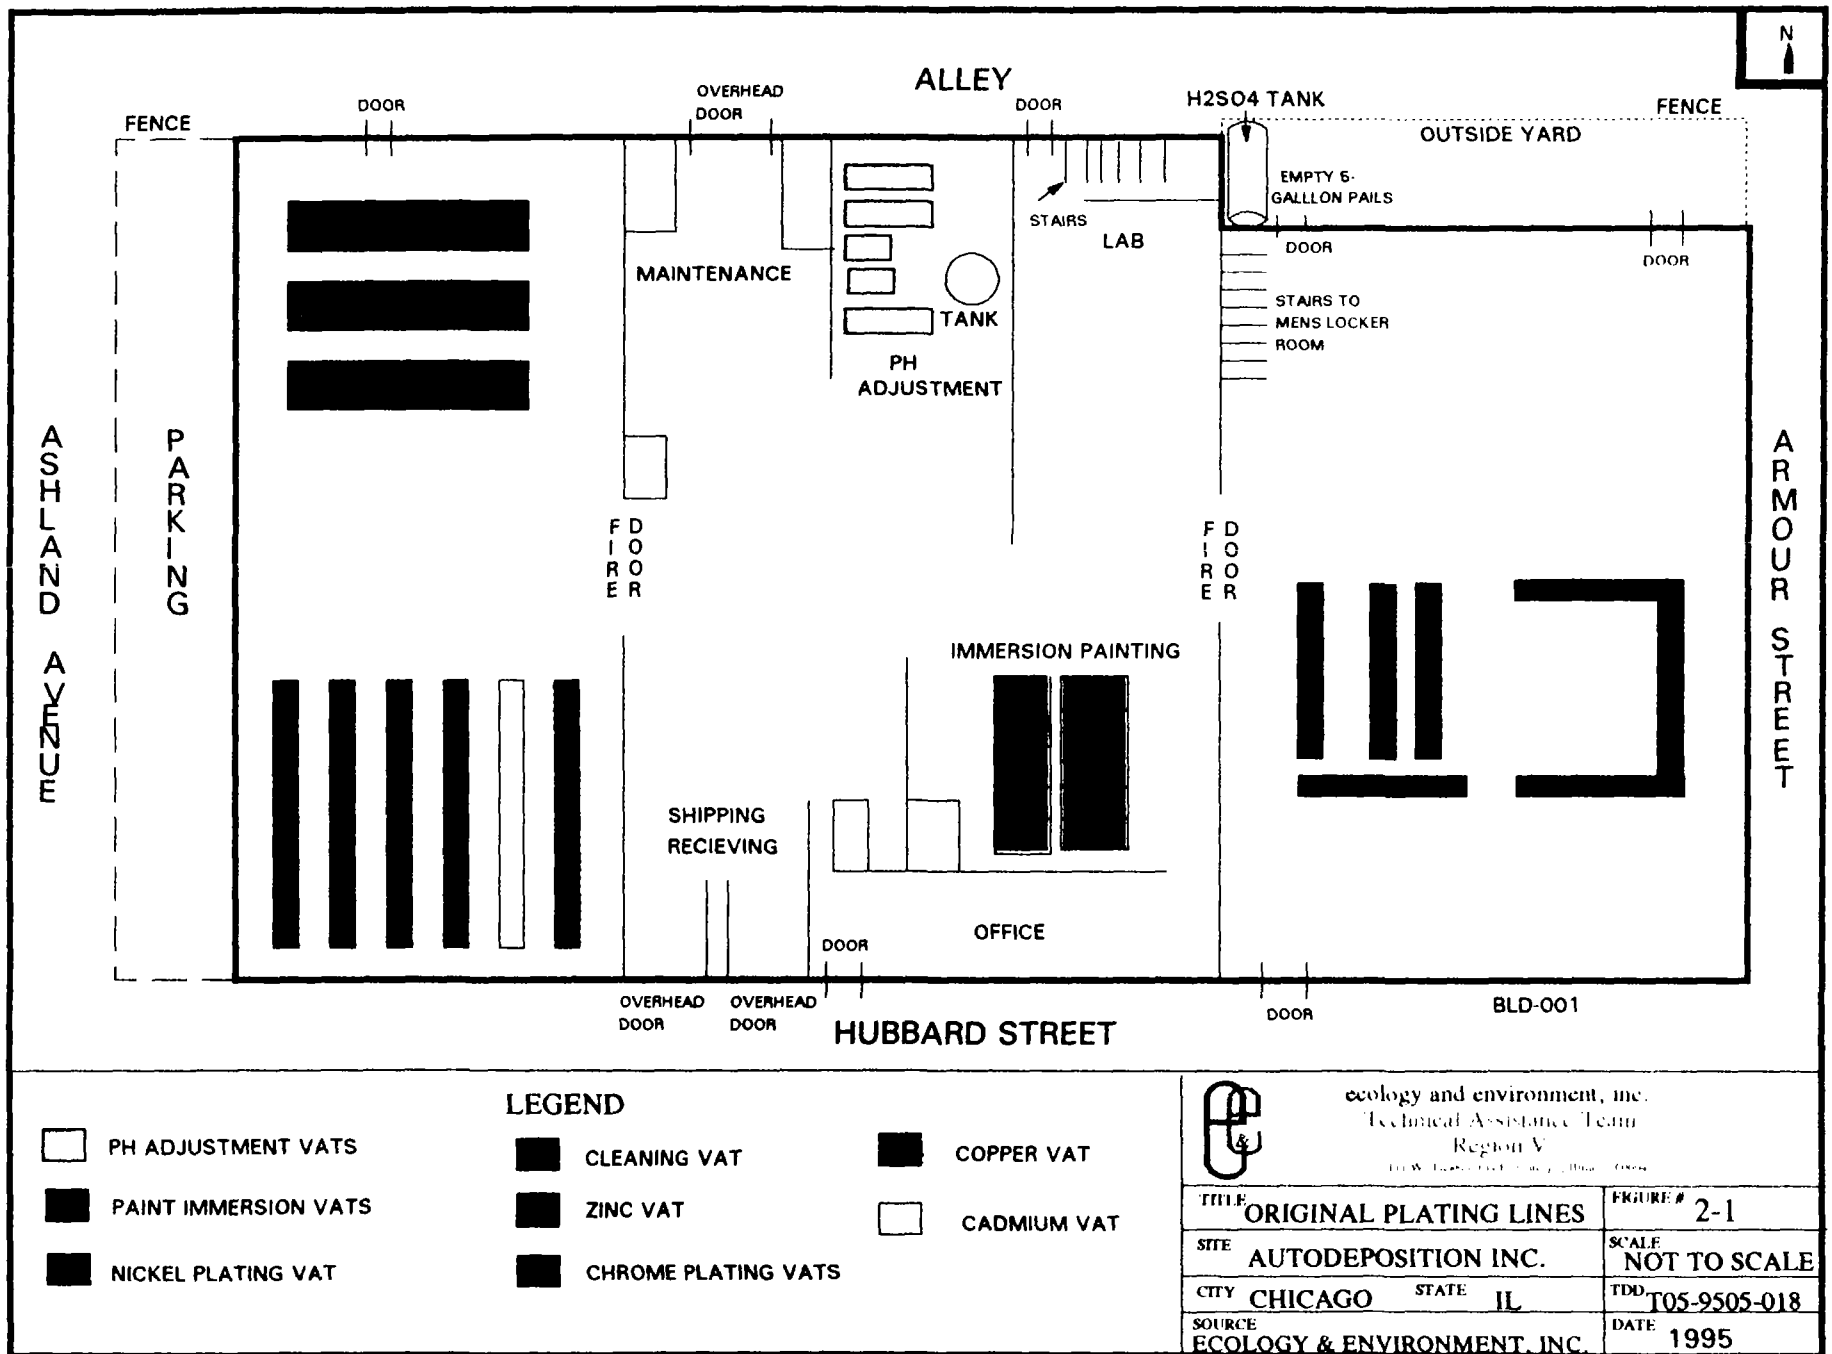 N
ALLEY
H2SO4 TANK
FENCE
DOOR
OVERHEAD
DOOR
DOOR
FENCE
OUTSIDE YARD
EMPTY 5-
GALLLON PAILS
STAIRS
LAB
DOOR
DOOR
MAINTENANCE
TANK
PH
ADJUSTMENT
STAIRS TO
MENS LOCKER
ROOM
ASHLAND AVENUE
PARKING
FIRE DOOR
FIRE DOOR
ARMOUR STREET
IMMERSION PAINTING
SHIPPING
RECIEVING
OFFICE
DOOR
OVERHEAD
DOOR
OVERHEAD
DOOR
HUBBARD STREET
DOOR
BLD-001
LEGEND
PH ADJUSTMENT VATS
PAINT IMMERSION VATS
NICKEL PLATING VAT
CLEANING VAT
ZINC VAT
CHROME PLATING VATS
COPPER VAT
CADMIUM VAT
&
ecology and environment, inc.
Technical Assistance Team
Region V
TITLE ORIGINAL PLATING LINES
FIGURE # 2-1
SITE AUTODEPOSITION INC.
SCALE NOT TO SCALE
CITY CHICAGO STATE IL
TDD T05-9505-018
SOURCE ECOLOGY & ENVIRONMENT, INC.
DATE 1995